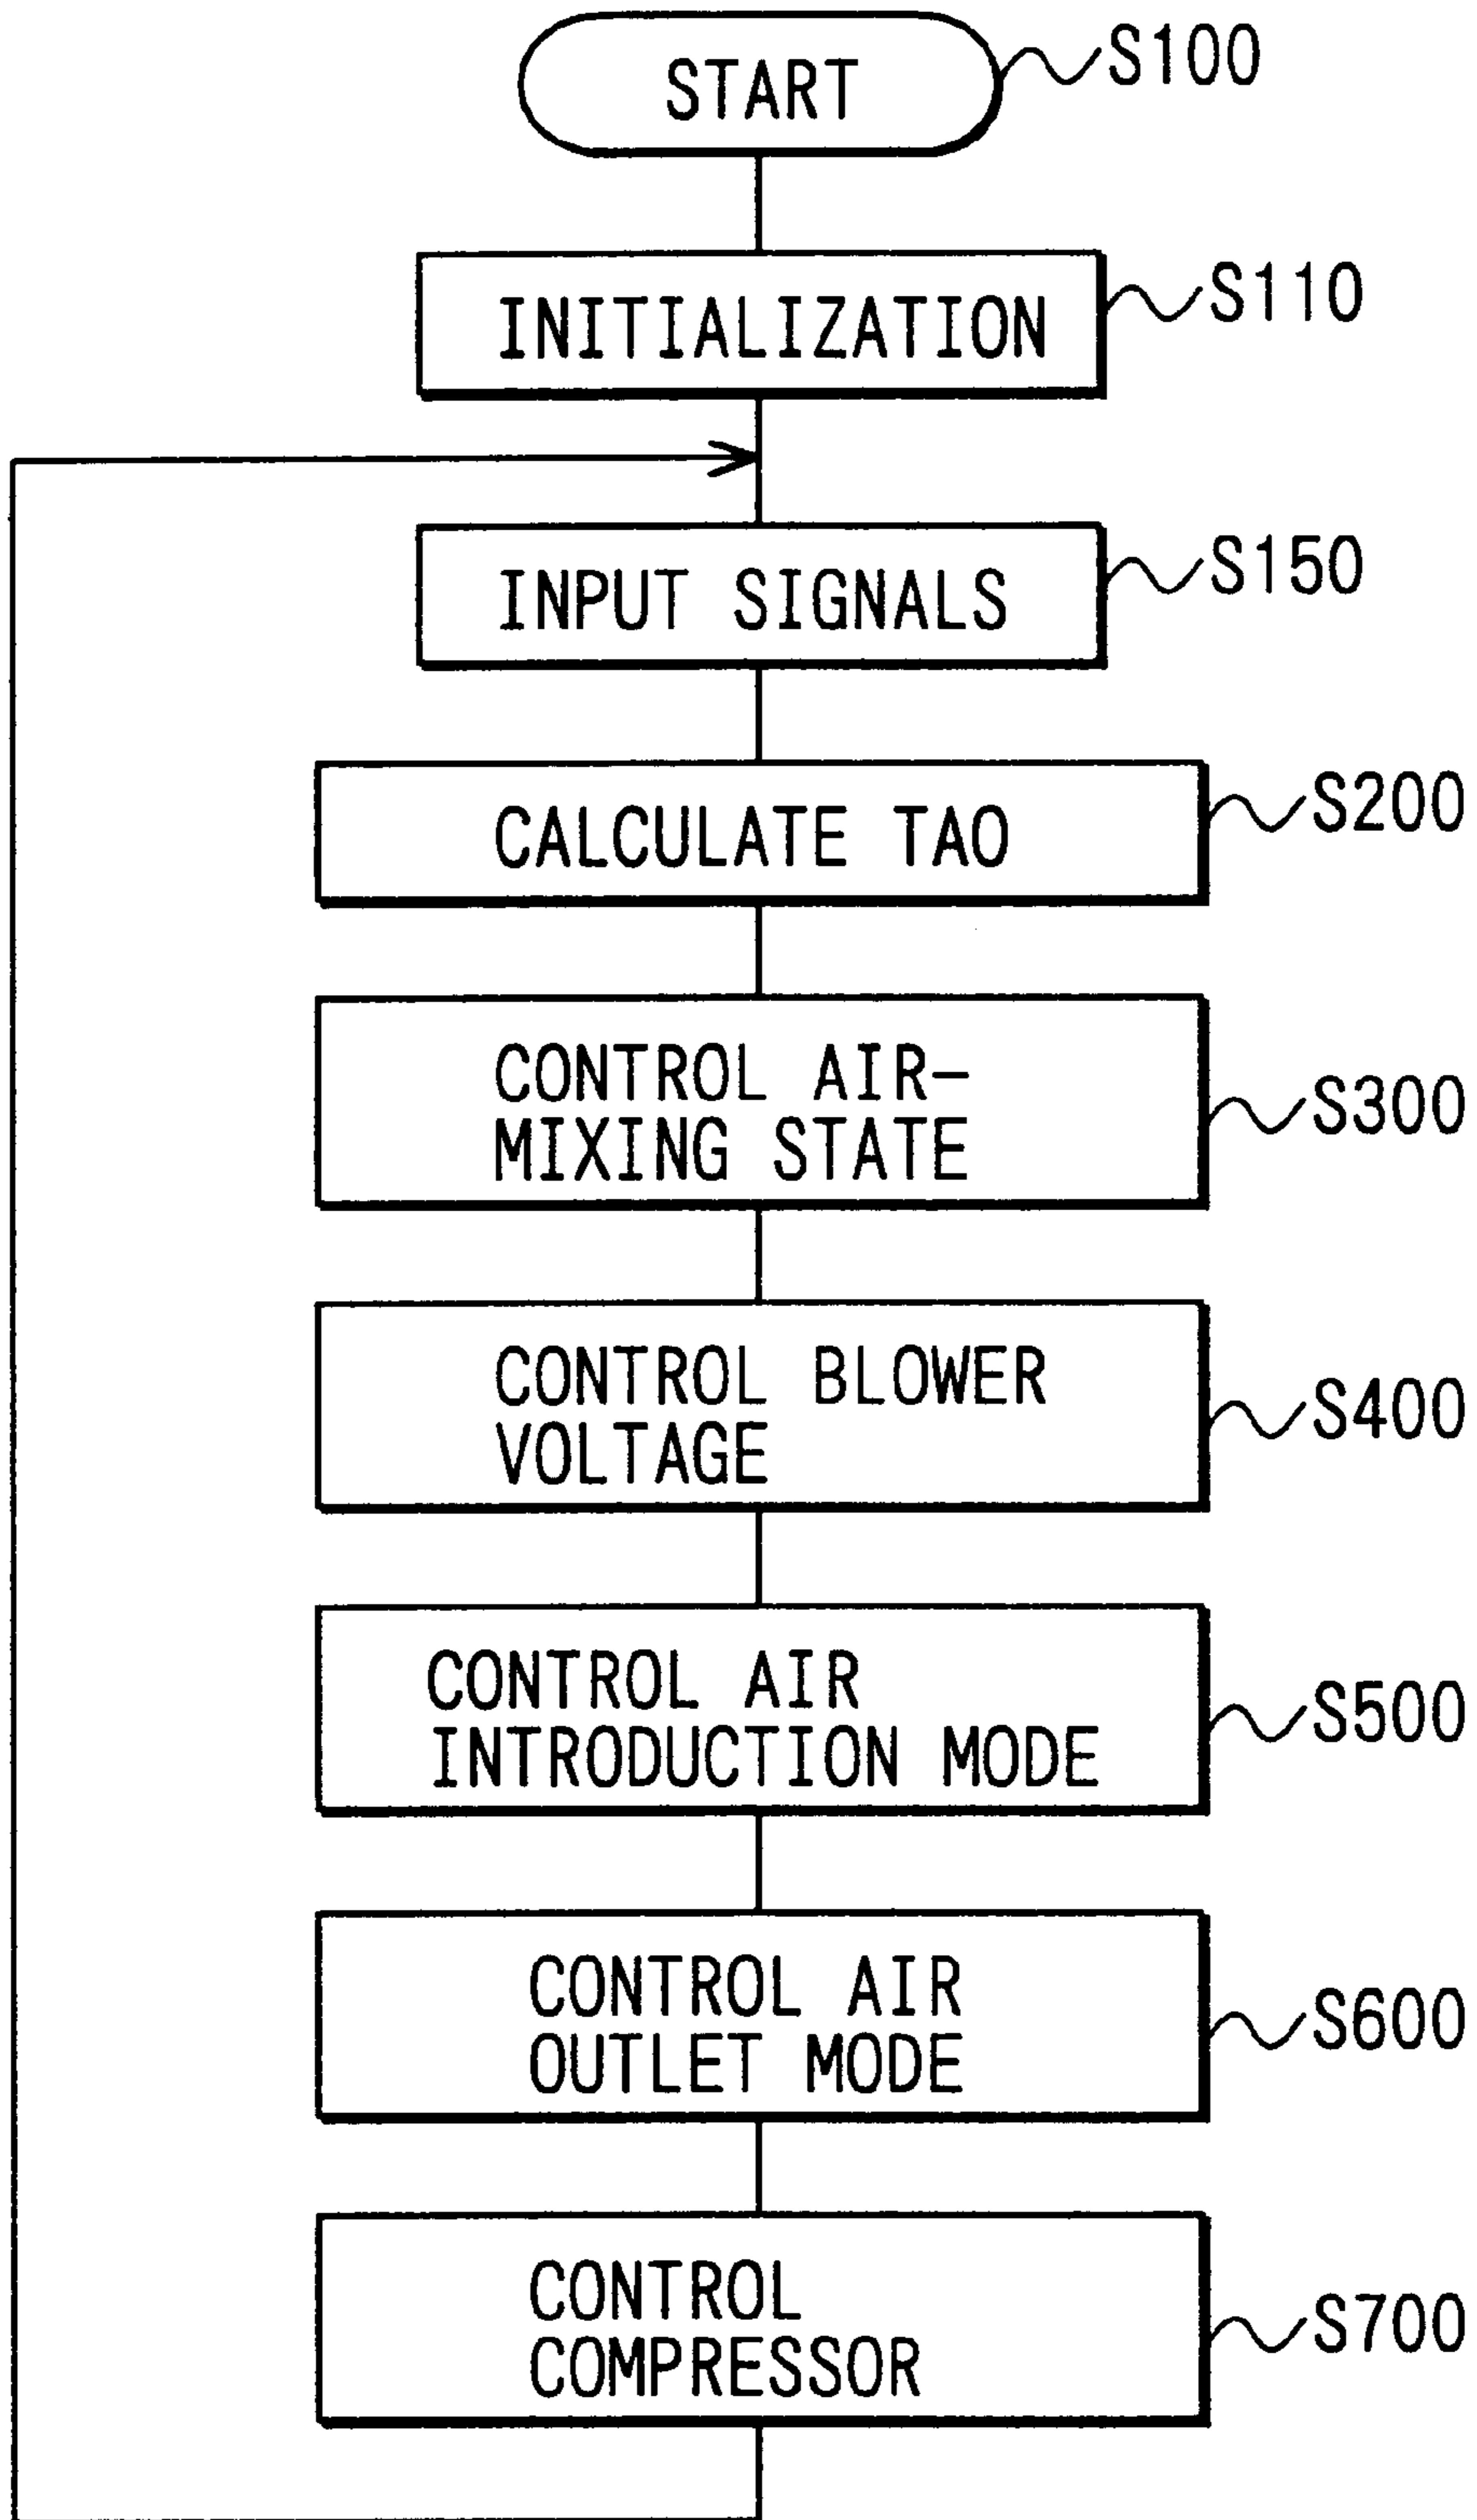 START
S100
INITIALIZATION
S110
INPUT SIGNALS
S150
CALCULATE TAO
S200
CONTROL AIR-
MIXING STATE
S300
CONTROL BLOWER
VOLTAGE
S400
CONTROL AIR
INTRODUCTION MODE
S500
CONTROL AIR
OUTLET MODE
S600
CONTROL
COMPRESSOR
S700